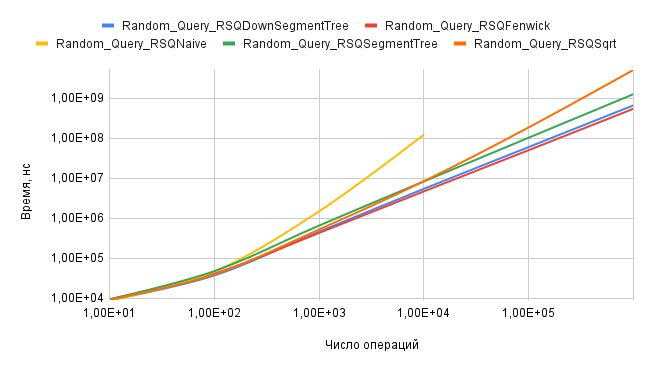 Random_Query_RSQDownSegmentTree Random_Query_RSQFenwick
Random_Query_RSQNaive Random_Query_RSQSegmentTree Random_Query_RSQSqrt
Время, нс
1,00E+09
1,00E+08
1,00E+07
1,00E+06
1,00E+05
1,00E+04
1,00E+01 1,00E+02 1,00E+03 1,00E+04 1,00E+05
Число операций